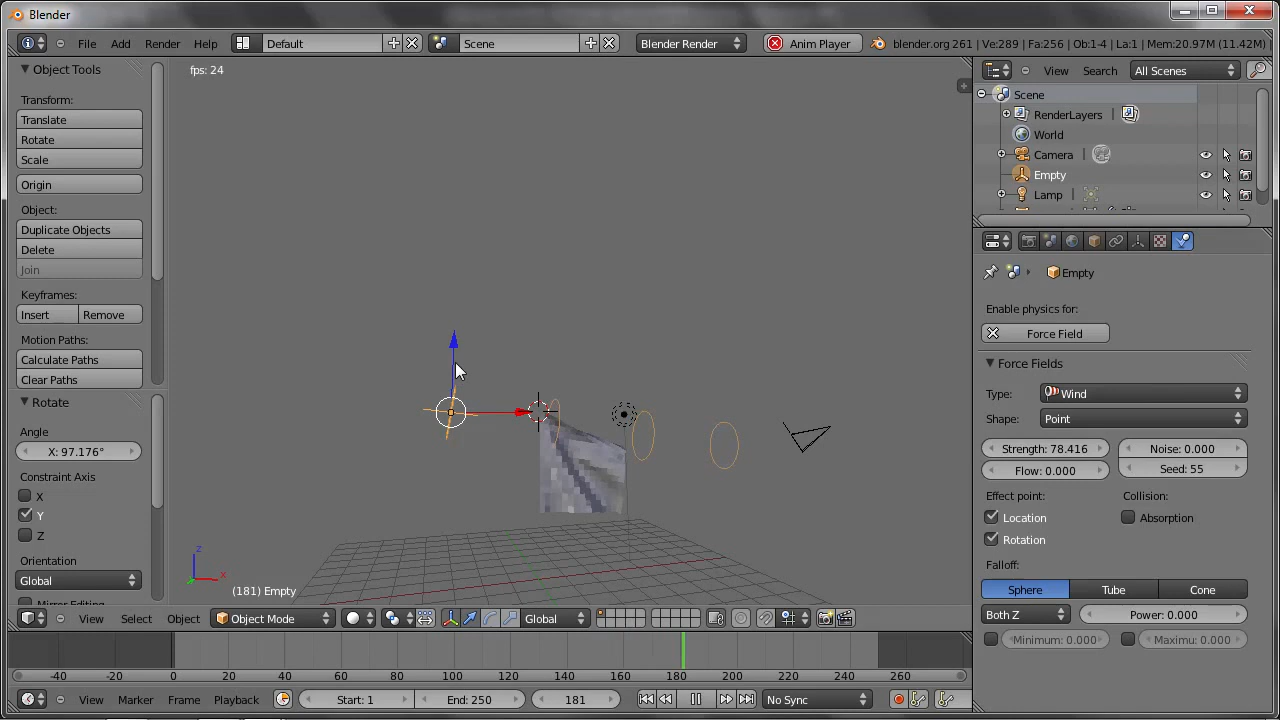 Blender
File Add Render Help Default Scene Blender Render Anim Player blender.org 261 | Ve:289 | Fa:256 | Ob:1-4 | La:1 | Mem:20.97M (11.42M) |
Object Tools
Transform:
Translate
Rotate
Scale
Origin
Object:
Duplicate Objects
Delete
Join
Keyframes:
Insert Remove
Motion Paths:
Calculate Paths
Clear Paths
Rotate
Angle
X: 97.176°
Constraint Axis
X
Y
Z
Orientation
Global
Mirror Editing
fps: 24
z
x
(181) Empty
View Select Object Object Mode Global
View Search All Scenes
Scene
RenderLayers |
World
Camera |
Empty
Lamp |
Empty
Enable physics for:
Force Field
Force Fields
Type: Wind
Shape: Point
Strength: 78.416 Noise: 0.000
Flow: 0.000 Seed: 55
Effect point: Collision:
Location Absorption
Rotation
Falloff:
Sphere Tube Cone
Both Z Power: 0.000
Minimum: 0.000 Maximu: 0.000
-40 -20 0 20 40 60 80 100 120 140 160 180 200 220 240 260
View Marker Frame Playback Start: 1 End: 250 181 No Sync